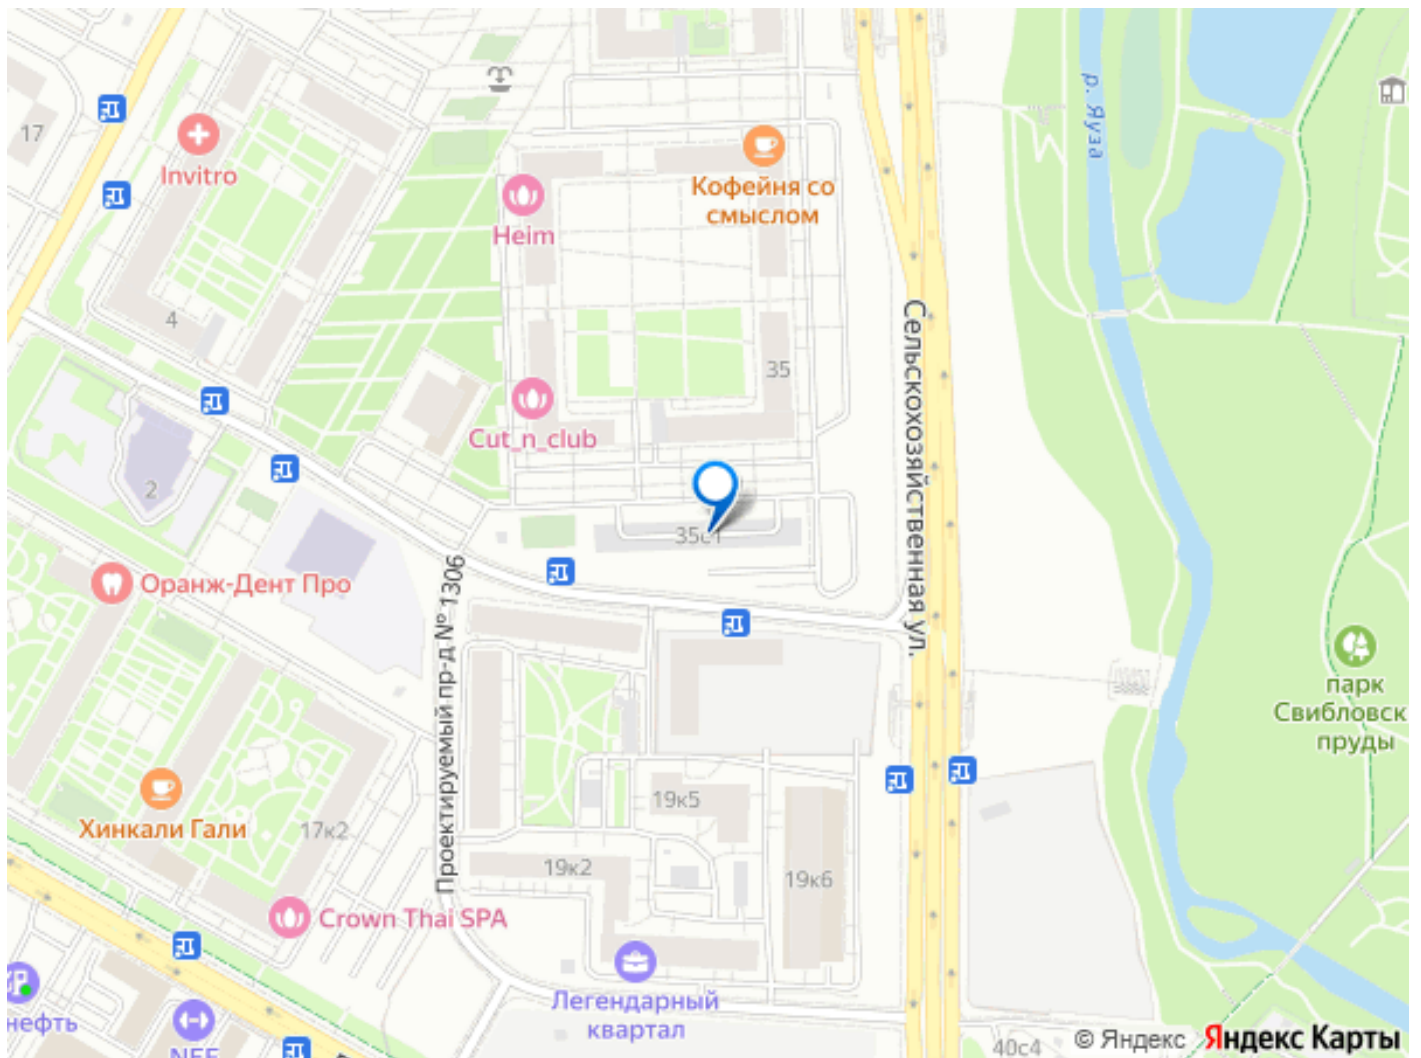 р. Яуза
17
Invitro
Кофейня со
смыслом
Heim
4
35
Сельскохозяйственная ул.
Cut_n_club
2
35с1
Проектируемый пр-д № 1306
Оранж-Дент Про
парк
Свибловск
пруды
19к5
Хинкали Гали
17к2
19к2
19к6
Crown Thai SPA
Легендарный
квартал
нефть
40с4
© Яндекс Яндекс Карты